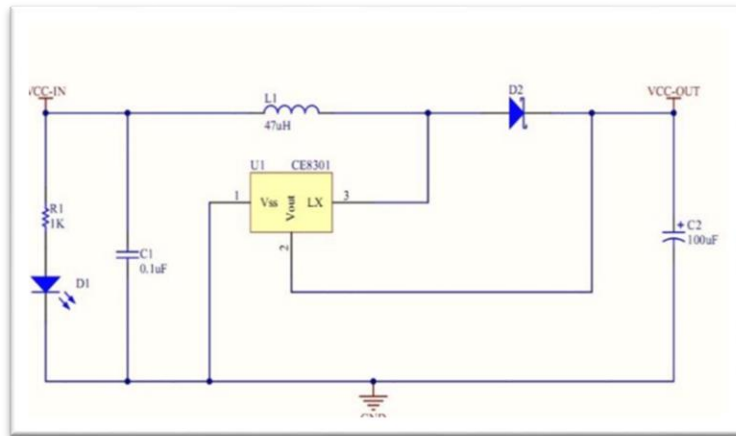 VCC-IN
L1
47uH
D2
VCC-OUT
U1 CE8301
1 Vss Vout LX 3
2
R1
1K
C1
0.1uF
D1
+ C2
100uF
GND